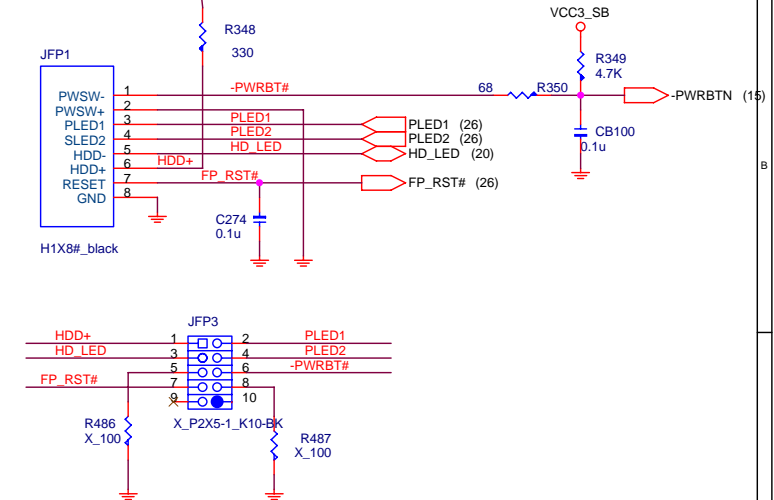 VCC3_SB
R348
330
R349
4.7K
JFP1
PWSW- 1 -PWRBT# 68 R350 -PWRBTN (15)
PWSW+ 2
PLED1 3 PLED1 PLED1 (26)
SLED2 4 PLED2 PLED2 (26)
HDD- 5 HD_LED HD_LED (20)
HDD+ 6 HDD+
RESET 7 FP_RST# FP_RST# (26)
GND 8
CB100
0.1u
B
C274
0.1u
H1X8#_black
JFP3
HDD+ 1 2 PLED1
HD_LED 3 4 PLED2
5 6 -PWRBT#
FP_RST# 7 8
9 10
X_P2X5-1_K10-BK
R486
X_100
R487
X_100